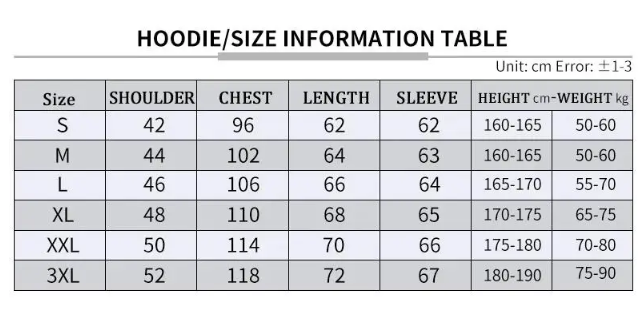 HOODIE/SIZE INFORMATION TABLE
Unit: cm Error: ±1-3
Size SHOULDER CHEST LENGTH SLEEVE HEIGHT cm-WEIGHT kg
S 42 96 62 62 160-165 50-60
M 44 102 64 63 160-165 50-60
L 46 106 66 64 165-170 55-70
XL 48 110 68 65 170-175 65-75
XXL 50 114 70 66 175-180 70-80
3XL 52 118 72 67 180-190 75-90